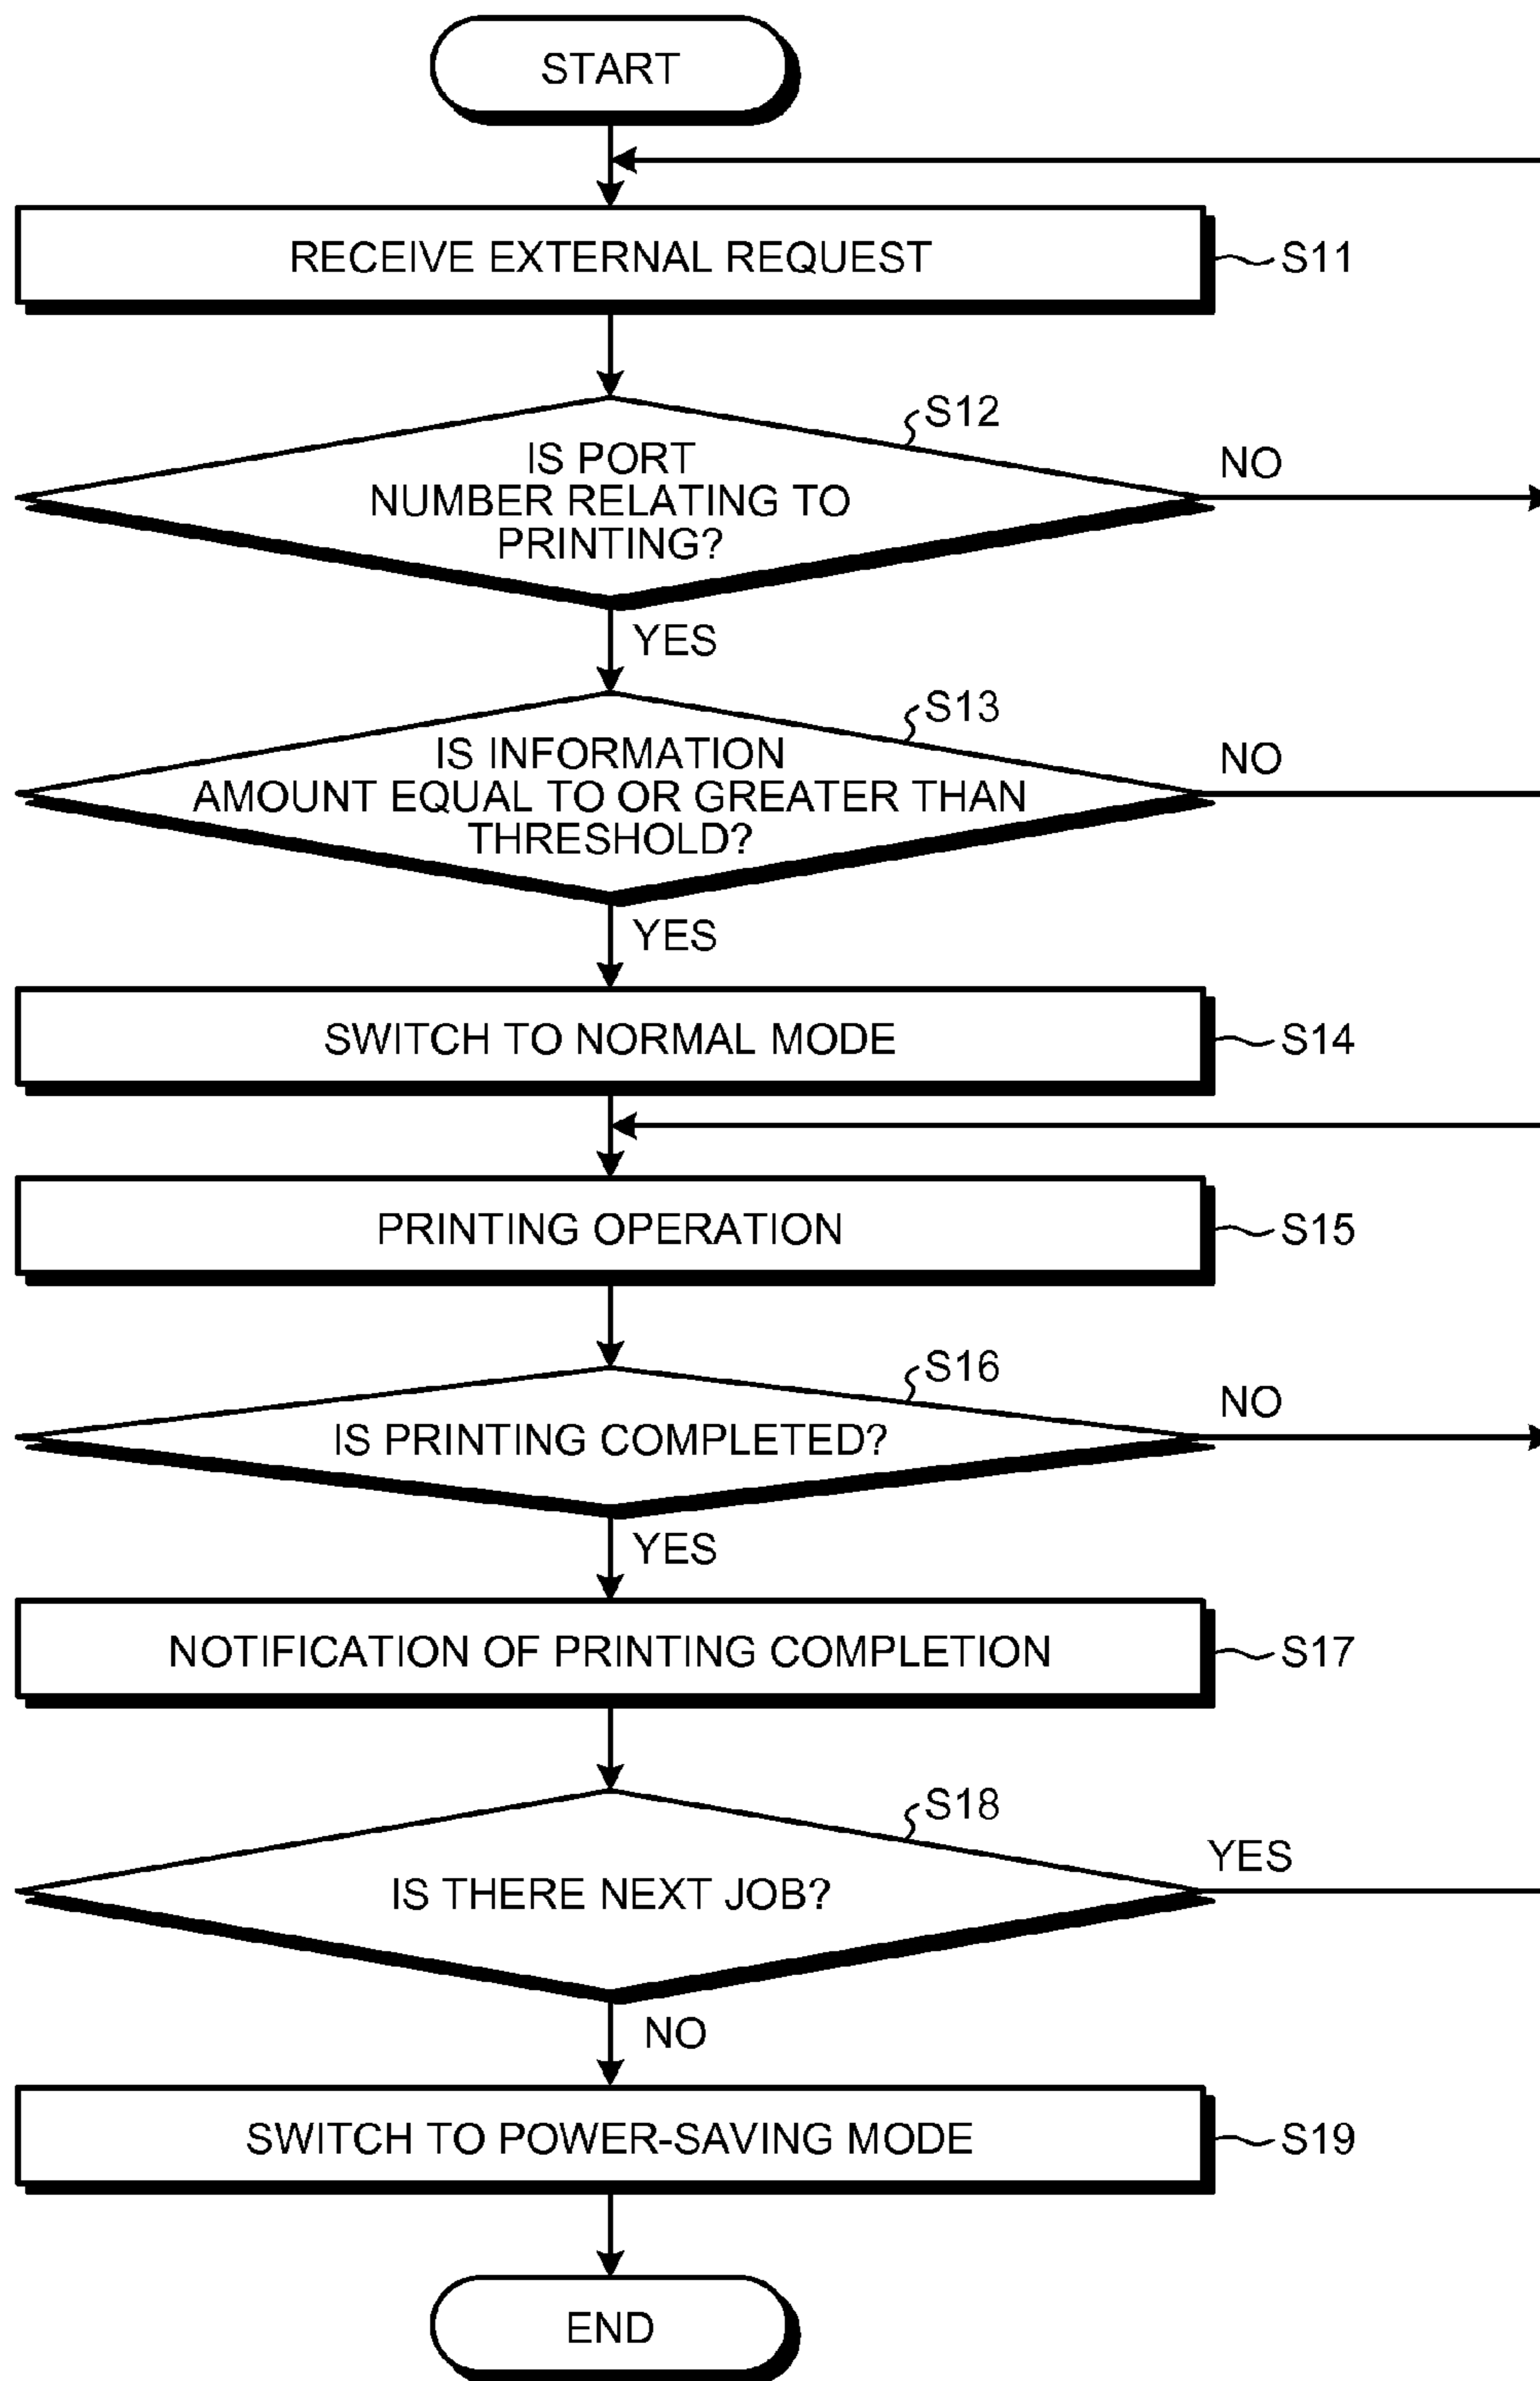 START
RECEIVE EXTERNAL REQUEST
S11
S12
IS PORT
NUMBER RELATING TO
PRINTING?
NO
YES
S13
IS INFORMATION
AMOUNT EQUAL TO OR GREATER THAN
THRESHOLD?
NO
YES
SWITCH TO NORMAL MODE
S14
PRINTING OPERATION
S15
S16
IS PRINTING COMPLETED?
NO
YES
NOTIFICATION OF PRINTING COMPLETION
S17
S18
IS THERE NEXT JOB?
YES
NO
SWITCH TO POWER-SAVING MODE
S19
END